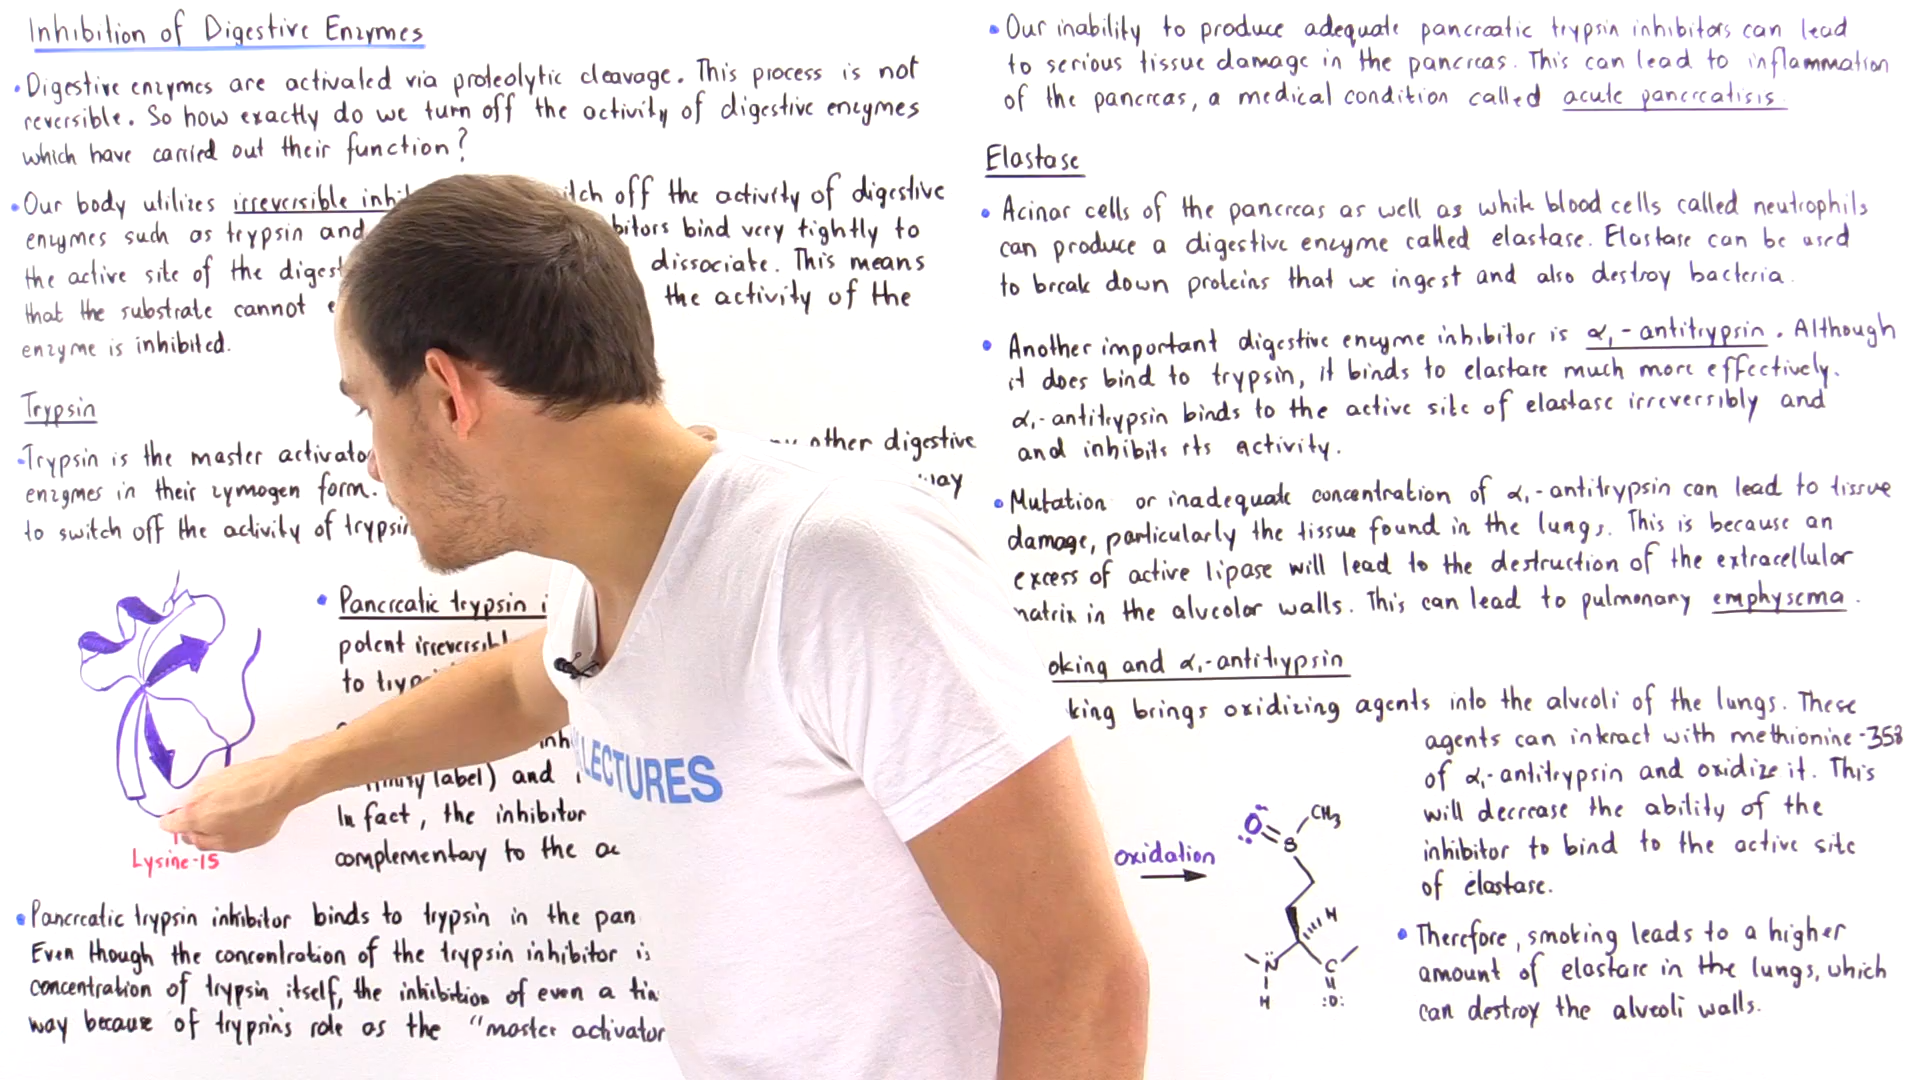 Inhibition of Digestive Enzymes
• Digestive enzymes are activated via proteolytic cleavage. This process is not
reversible. So how exactly do we turn off the activity of digestive enzymes
which have carried out their function?
• Our body utilizes irreversible off the activity of digestive
enzymes such as trypsin and bind very tightly to
the active site of the dissociate. This means
that the substrate cannot the activity of the
enzyme is inhibited.
Trypsin
• Trypsin is the master other digestive
enzymes in their zymogen form.
to switch off the activity of
• Pancreatic trypsin
potent
to
label) and
In fact, the inhibitor
complementary to the
Lysine-15
• Pancreatic trypsin inhibitor binds to trypsin in the
Even though the concentration of the trypsin inhibitor is
concentration of trypsin itself, the inhibition of even a
way because of trypsin's role as the "master activator
LECTURES
• Our inability to produce adequate pancreatic trypsin inhibitors can lead
to serious tissue damage in the pancreas. This can lead to inflammation
of the pancreas, a medical condition called acute pancreatisis.
Elastase
• Acinar cells of the pancreas as well as white blood cells called neutrophils
can produce a digestive enzyme called elastase. Elastase can be used
to break down proteins that we ingest and also destroy bacteria.
• Another important digestive enzyme inhibitor is α₁-antitrypsin. Although
it does bind to trypsin, it binds to elastase much more effectively.
α₁-antitrypsin binds to the active site of elastase irreversibly and
and inhibits its activity.
• Mutation or inadequate concentration of α₁-antitrypsin can lead to tissue
damage, particularly the tissue found in the lungs. This is because an
excess of active lipase will lead to the destruction of the extracellular
matrix in the alveolar walls. This can lead to pulmonary emphysema.
oking and α₁-antitrypsin
king brings oxidizing agents into the alveoli of the lungs. These
agents can interact with methionine-358
of α₁-antitrypsin and oxidize it. This
will decrease the ability of the
inhibitor to bind to the active site
of elastase.
oxidation
O
S
CH₃
H
N
C
H
:O:
• Therefore, smoking leads to a higher
amount of elastase in the lungs, which
can destroy the alveoli walls.